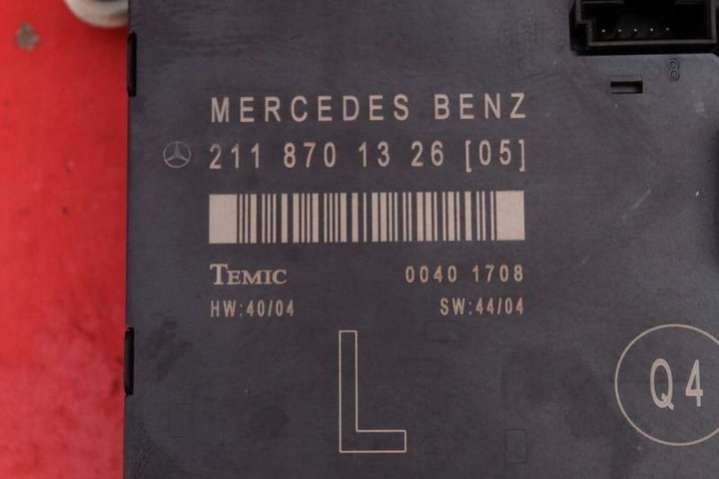 MERCEDES BENZ
211 870 13 26 [05]
TEMIC 0040 1708
HW:40/04 SW:44/04
L
Q4